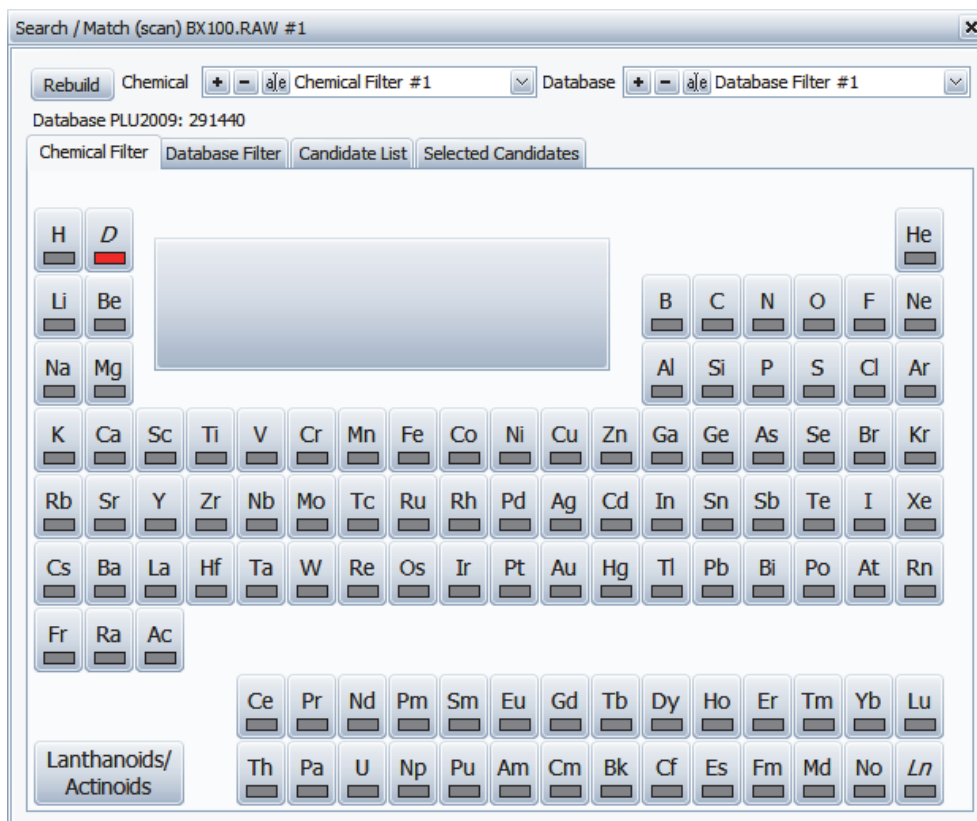 Search / Match (scan) BX100.RAW #1
Rebuild Chemical + - a|e Chemical Filter #1 Database + - a|e Database Filter #1
Database PLU2009: 291440
Chemical Filter Database Filter Candidate List Selected Candidates
H D He
Li Be B C N O F Ne
Na Mg Al Si P S Cl Ar
K Ca Sc Ti V Cr Mn Fe Co Ni Cu Zn Ga Ge As Se Br Kr
Rb Sr Y Zr Nb Mo Tc Ru Rh Pd Ag Cd In Sn Sb Te I Xe
Cs Ba La Hf Ta W Re Os Ir Pt Au Hg Tl Pb Bi Po At Rn
Fr Ra Ac
Ce Pr Nd Pm Sm Eu Gd Tb Dy Ho Er Tm Yb Lu
Lanthanoids/
Actinoids
Th Pa U Np Pu Am Cm Bk Cf Es Fm Md No Ln